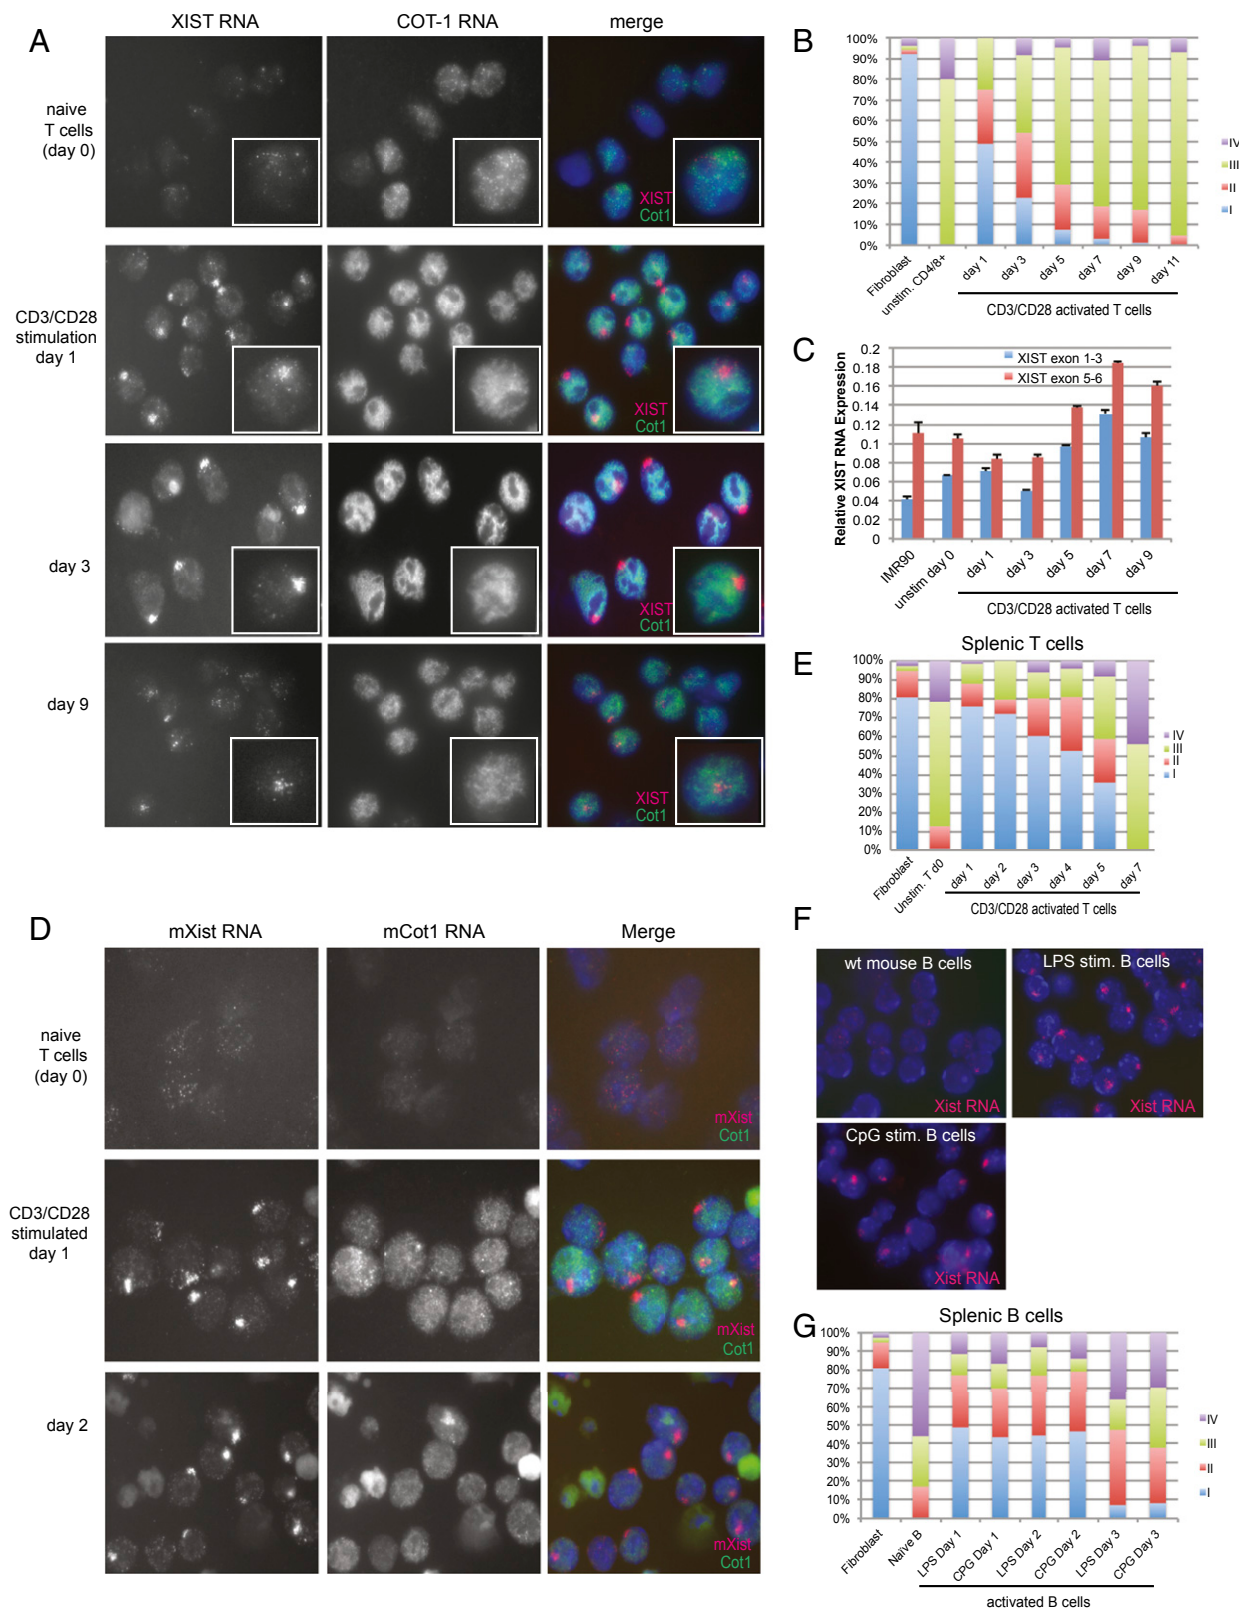 A
XIST RNA
COT-1 RNA
merge
naive
T cells
(day 0)
XIST
Cot1
CD3/CD28
stimulation
day 1
XIST
Cot1
day 3
XIST
Cot1
day 9
XIST
Cot1
B
100%
90%
80%
70%
60%
50%
40%
30%
20%
10%
0%
IV
III
II
I
Fibroblast
unstim. CD4/8+
day 1
day 3
day 5
day 7
day 9
day 11
CD3/CD28 activated T cells
C
Relative XIST RNA Expression
0.2
0.18
0.16
0.14
0.12
0.1
0.08
0.06
0.04
0.02
0
XIST exon 1-3
XIST exon 5-6
IMR90
unstim day 0
day 1
day 3
day 5
day 7
day 9
CD3/CD28 activated T cells
D
mXist RNA
mCot1 RNA
Merge
naive
T cells
(day 0)
mXist
Cot1
CD3/CD28
stimulated
day 1
mXist
Cot1
day 2
mXist
Cot1
E
Splenic T cells
100%
90%
80%
70%
60%
50%
40%
30%
20%
10%
0%
IV
III
II
I
Fibroblast
Unstim. T d0
day 1
day 2
day 3
day 4
day 5
day 7
CD3/CD28 activated T cells
F
wt mouse B cells
Xist RNA
LPS stim. B cells
Xist RNA
CpG stim. B cells
Xist RNA
G
Splenic B cells
100%
90%
80%
70%
60%
50%
40%
30%
20%
10%
0%
IV
III
II
I
Fibroblast
Naïve B
LPS Day 1
CPG Day 1
LPS Day 2
CPG Day 2
LPS Day 3
CPG Day 3
activated B cells